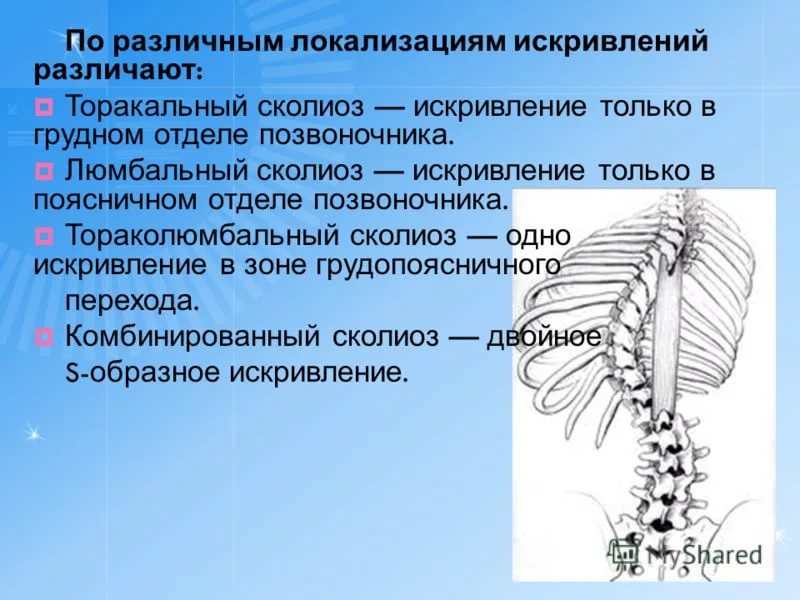 По различным локализациям искривлений
различают:
Торакальный сколиоз — искривление только в
грудном отделе позвоночника.
Люмбальный сколиоз — искривление только в
поясничном отделе позвоночника.
Тораколюмбальный сколиоз — одно
искривление в зоне грудопоясничного
перехода.
Комбинированный сколиоз — двойное
S-образное искривление.
MyShared